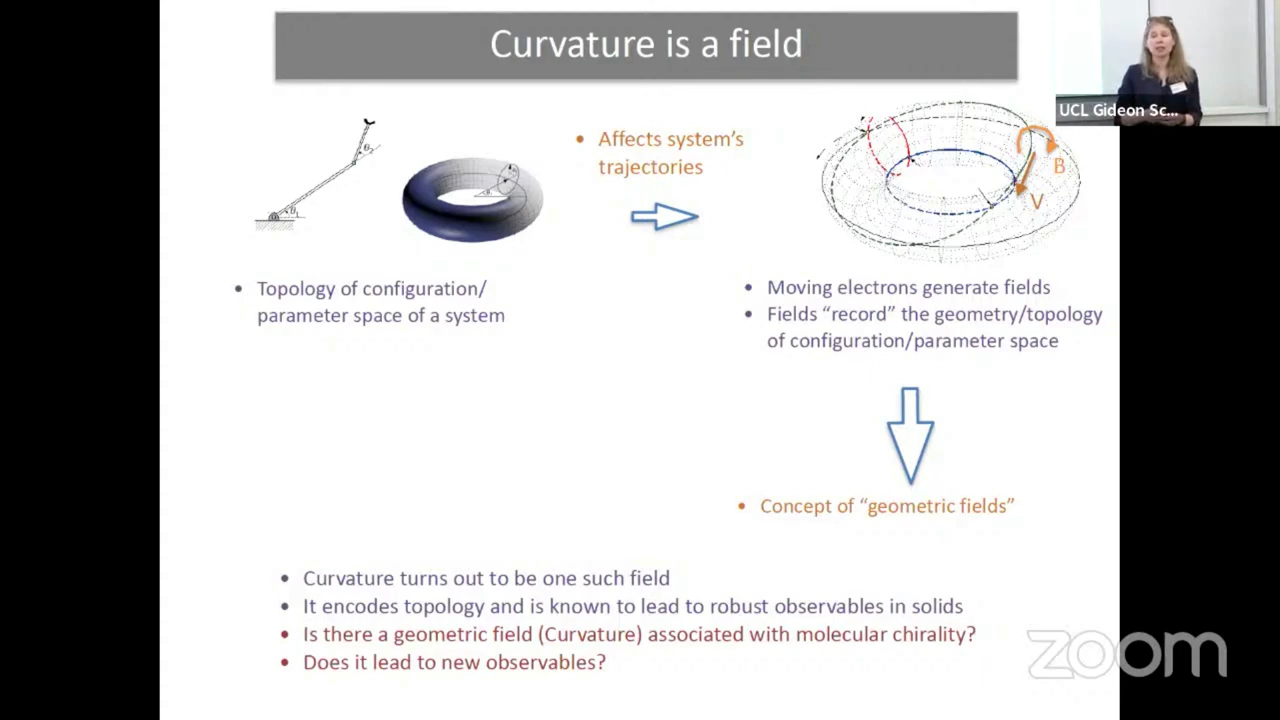 Curvature is a field
UCL Gideon Sc...
• Affects system's
trajectories
B
V
• Topology of configuration/
parameter space of a system
• Moving electrons generate fields
• Fields “record” the geometry/topology
of configuration/parameter space
• Concept of “geometric fields”
• Curvature turns out to be one such field
• It encodes topology and is known to lead to robust observables in solids
• Is there a geometric field (Curvature) associated with molecular chirality?
• Does it lead to new observables?
zoom